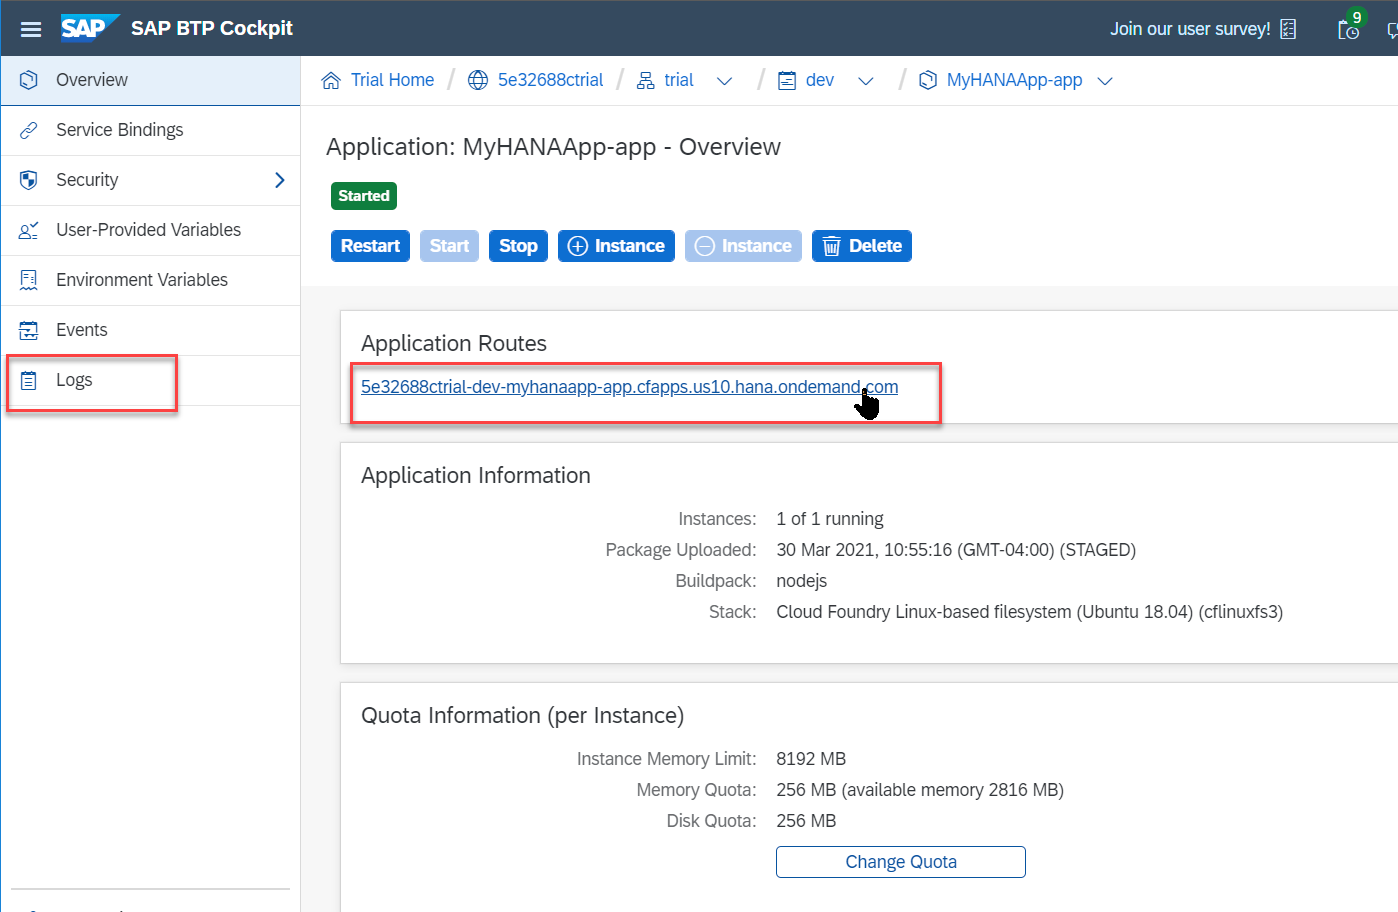 SAP SAP BTP Cockpit
Join our user survey!
9
Overview
Service Bindings
Security
User-Provided Variables
Environment Variables
Events
Logs
Trial Home / 5e32688ctrial / trial / dev / MyHANAApp-app
Application: MyHANAApp-app - Overview
Started
Restart Start Stop Instance Instance Delete
Application Routes
5e32688ctrial-dev-myhanaapp-app.cfapps.us10.hana.ondemand.com
Application Information
Instances: 1 of 1 running
Package Uploaded: 30 Mar 2021, 10:55:16 (GMT-04:00) (STAGED)
Buildpack: nodejs
Stack: Cloud Foundry Linux-based filesystem (Ubuntu 18.04) (cflinuxfs3)
Quota Information (per Instance)
Instance Memory Limit: 8192 MB
Memory Quota: 256 MB (available memory 2816 MB)
Disk Quota: 256 MB
Change Quota